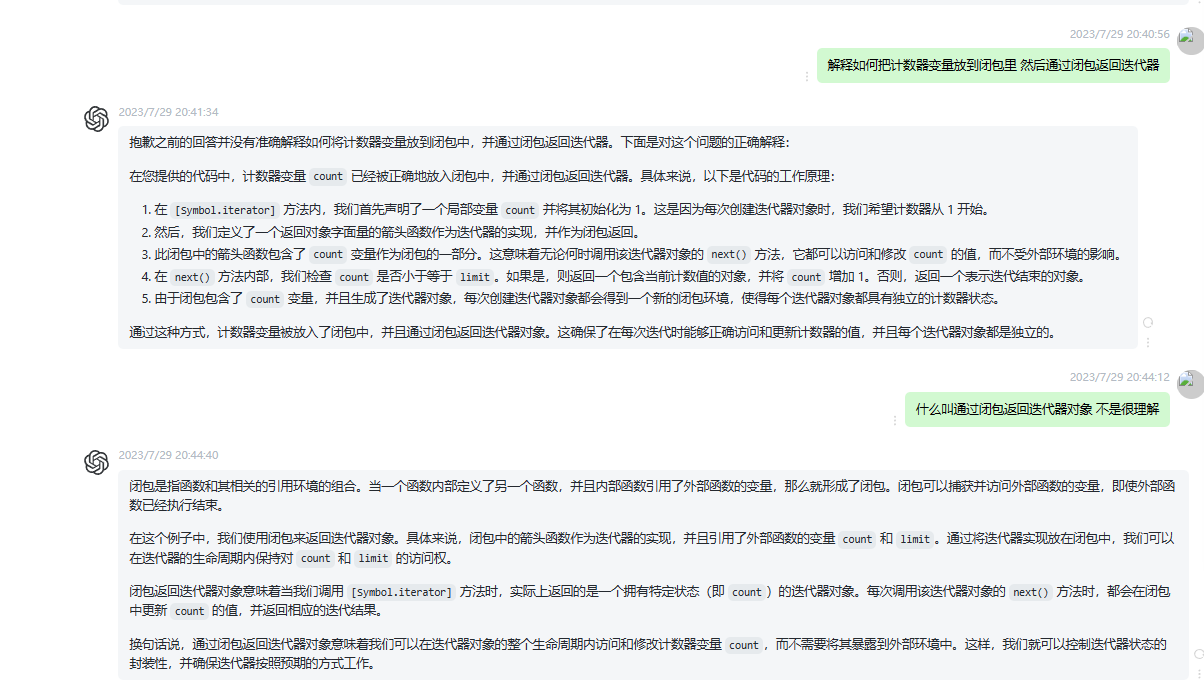 2023/7/29 20:40:56
解释如何把计数器变量放到闭包里 然后通过闭包返回迭代器
2023/7/29 20:41:34
抱歉之前的回答并没有准确解释如何将计数器变量放到闭包中，并通过闭包返回迭代器。下面是对这个问题的正确解释：
在您提供的代码中，计数器变量 count 已经被正确地放入闭包中，并通过闭包返回迭代器。具体来说，以下是代码的工作原理：
1. 在 [Symbol.iterator] 方法内，我们首先声明了一个局部变量 count 并将其初始化为 1。这是因为每次创建迭代器对象时，我们希望计数器从 1 开始。
2. 然后，我们定义了一个返回对象字面量的箭头函数作为迭代器的实现，并作为闭包返回。
3. 此闭包中的箭头函数包含了 count 变量作为闭包的一部分。这意味着无论何时调用该迭代器对象的 next() 方法，它都可以访问和修改 count 的值，而不受外部环境的影响。
4. 在 next() 方法内部，我们检查 count 是否小于等于 limit。如果是，则返回一个包含当前计数值的对象，并将 count 增加 1。否则，返回一个表示迭代结束的对象。
5. 由于闭包包含了 count 变量，并且生成了迭代器对象，每次创建迭代器对象都会得到一个新的闭包环境，使得每个迭代器对象都具有独立的计数器状态。
通过这种方式，计数器变量被放入了闭包中，并且通过闭包返回迭代器对象。这确保了在每次迭代时能够正确访问和更新计数器的值，并且每个迭代器对象都是独立的。
2023/7/29 20:44:12
什么叫通过闭包返回迭代器对象 不是很理解
2023/7/29 20:44:40
闭包是指函数和其相关的引用环境的组合。当一个函数内部定义了另一个函数，并且内部函数引用了外部函数的变量，那么就形成了闭包。闭包可以捕获并访问外部函数的变量，即使外部函
数已经执行结束。
在这个例子中，我们使用闭包来返回迭代器对象。具体来说，闭包中的箭头函数作为迭代器的实现，并且引用了外部函数的变量 count 和 limit。通过将迭代器实现放在闭包中，我们可以
在迭代器的生命周期内保持对 count 和 limit 的访问权。
闭包返回迭代器对象意味着当我们调用 [Symbol.iterator] 方法时，实际上返回的是一个拥有特定状态（即 count ）的迭代器对象。每次调用该迭代器对象的 next() 方法时，都会在闭包
中更新 count 的值，并返回相应的迭代结果。
换句话说，通过闭包返回迭代器对象意味着我们可以在迭代器对象的整个生命周期内访问和修改计数器变量 count，而不需要将其暴露到外部环境中。这样，我们就可以控制迭代器状态的
封装性，并确保迭代器按照预期的方式工作。